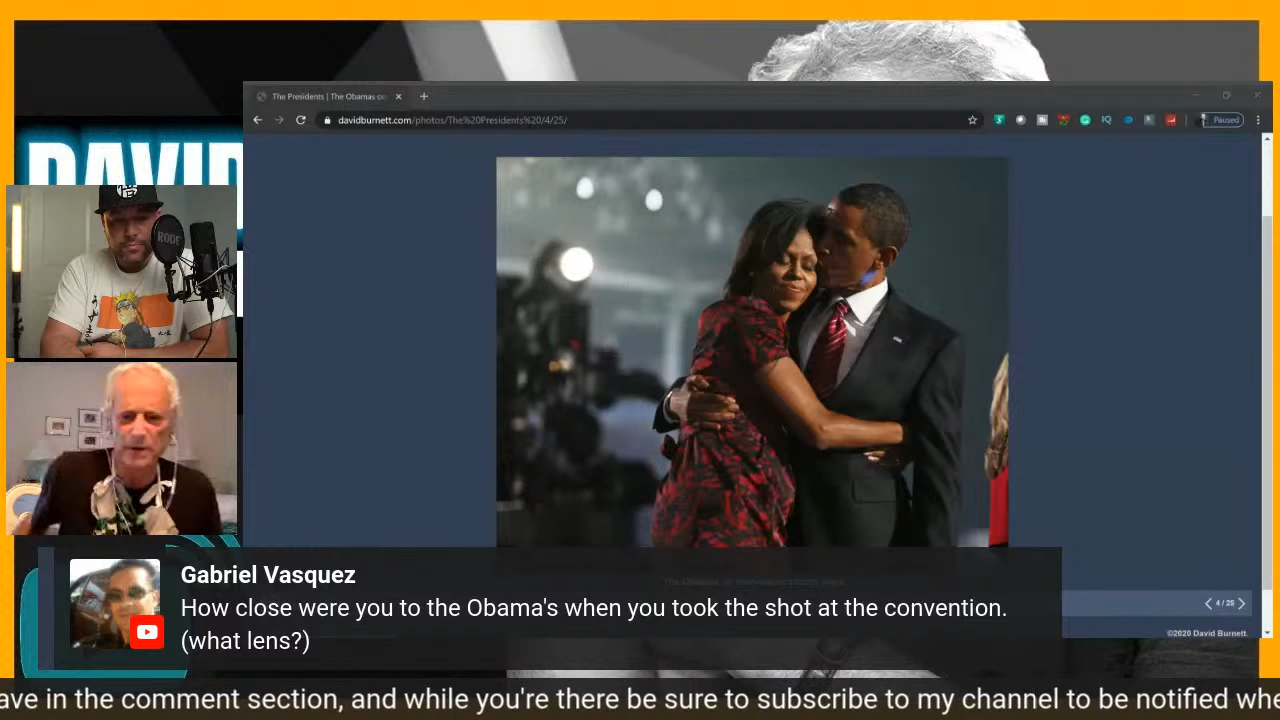 The Presidents | The Obamas on
davidburnett.com/photos/The%20Presidents%20/4/25/
IQ
Paused
DAVID
悟
RODE
4 / 25
©2020 David Burnett.
Gabriel Vasquez
How close were you to the Obama's when you took the shot at the convention.
(what lens?)
ave in the comment section, and while you're there be sure to subscribe to my channel to be notified whe